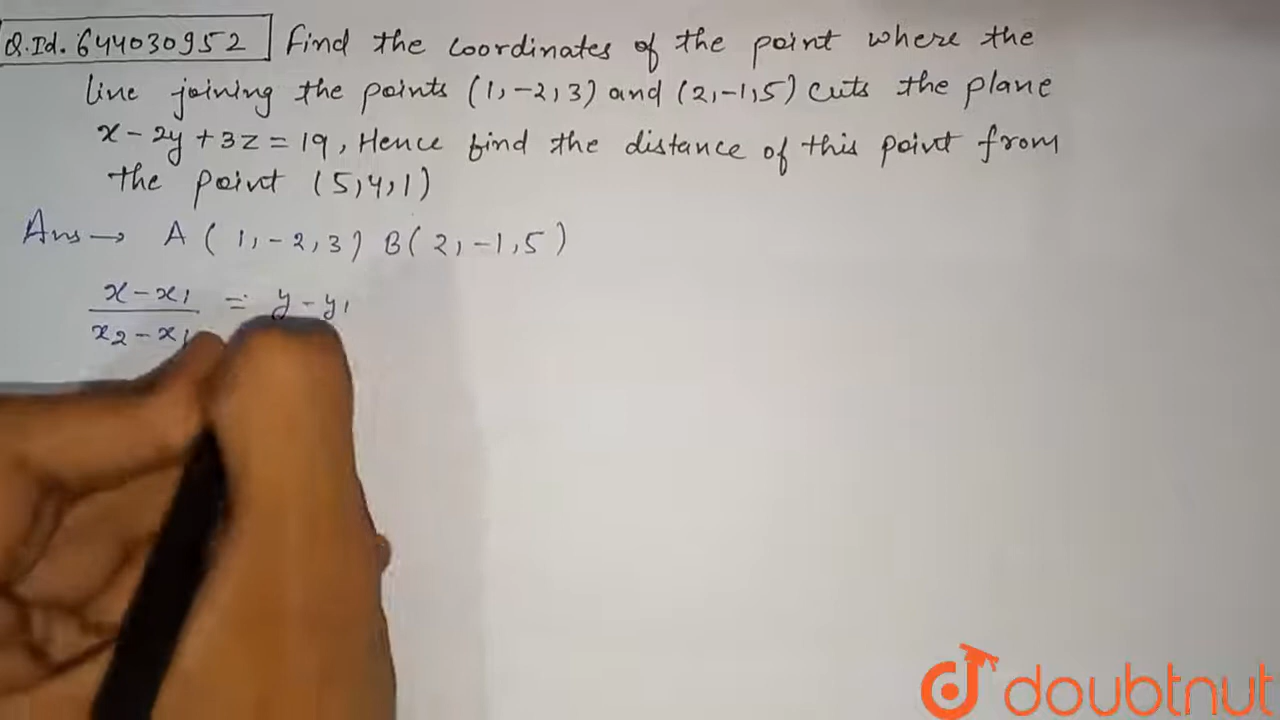 Q.Id. 644030952 Find the coordinates of the point where the
line joining the points (1, -2, 3) and (2, -1, 5) cuts the plane
x - 2y + 3z = 19, Hence find the distance of this point from
the point (5, 4, 1)
Ans → A ( 1, -2, 3) B( 2, -1, 5 )
x - x1 = y - y1
x2 - x1
doubtnut